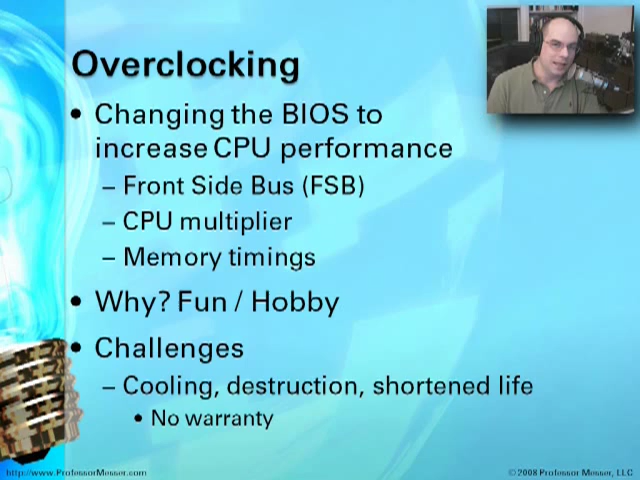 Overclocking
• Changing the BIOS to
increase CPU performance
– Front Side Bus (FSB)
– CPU multiplier
– Memory timings
• Why? Fun / Hobby
• Challenges
– Cooling, destruction, shortened life
• No warranty
http://www.ProfessorMesser.com
© 2008 Professor Messer, LLC